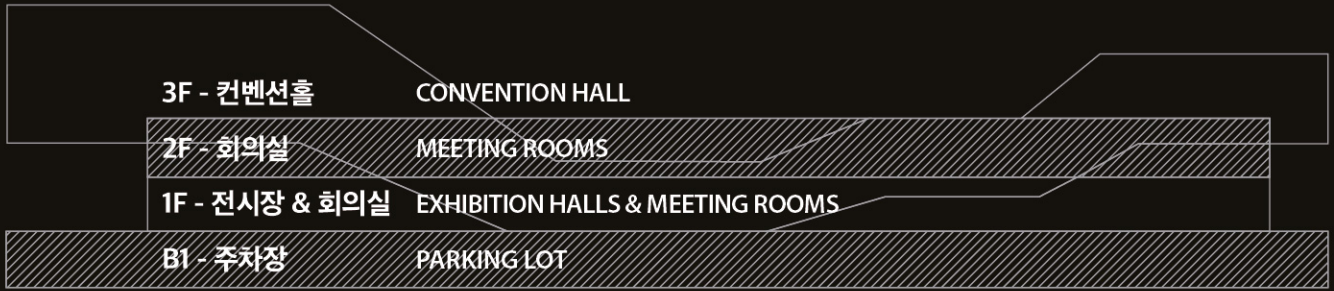 3F - 컨벤션홀 CONVENTION HALL
2F - 회의실 MEETING ROOMS
1F - 전시장 & 회의실 EXHIBITION HALLS & MEETING ROOMS
B1 - 주차장 PARKING LOT